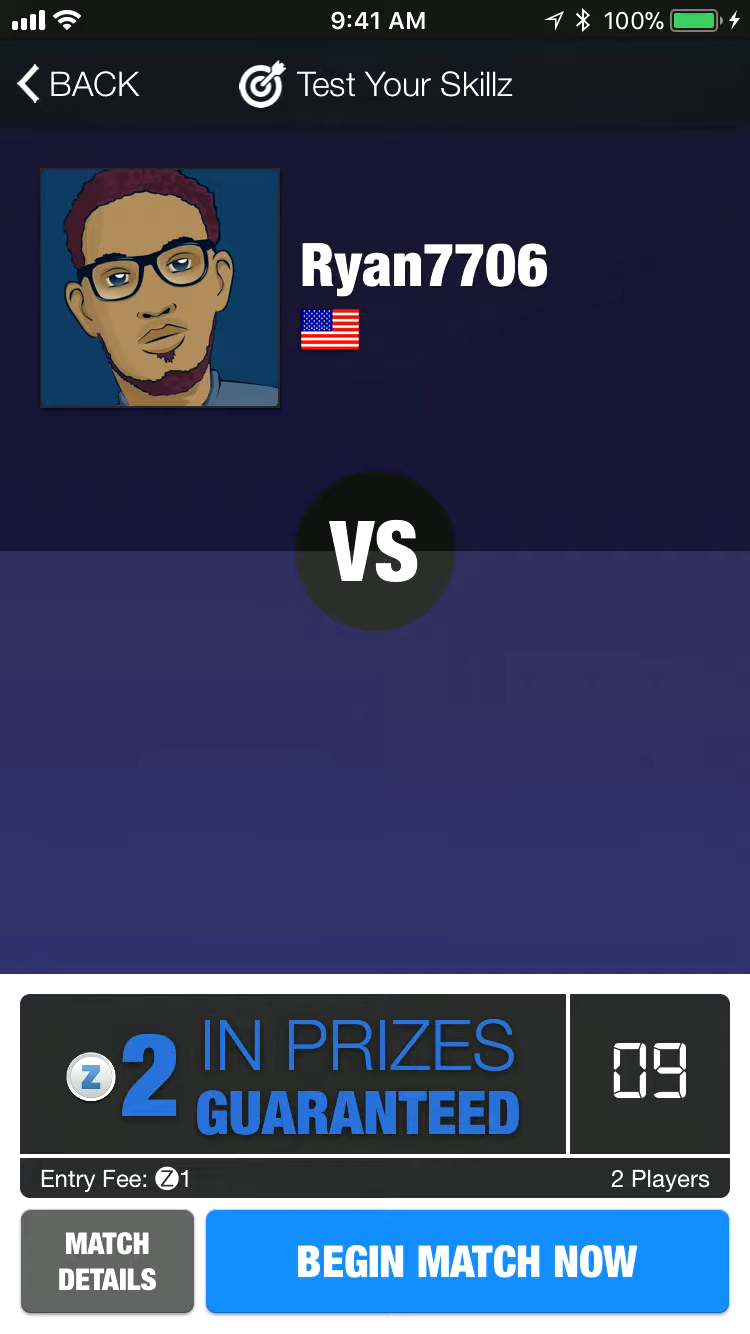 9:41 AM
100%
BACK
Test Your Skillz
Ryan7706
VS
Z 2 IN PRIZES
GUARANTEED
09
Entry Fee: Z1
2 Players
MATCH
DETAILS
BEGIN MATCH NOW